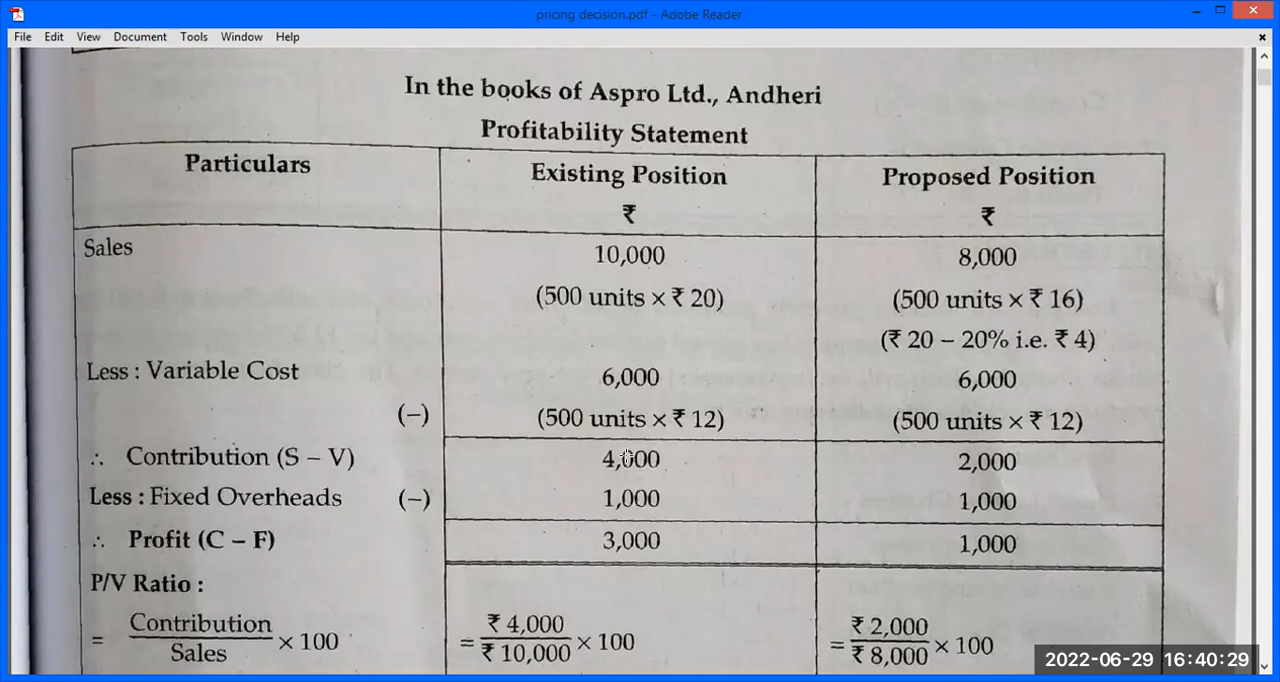 pricing decision.pdf - Adobe Reader
File Edit View Document Tools Window Help
In the books of Aspro Ltd., Andheri
Profitability Statement
Particulars Existing Position Proposed Position
₹ ₹
Sales 10,000 8,000
(500 units × ₹ 20) (500 units × ₹ 16)
(₹ 20 – 20% i.e. ₹ 4)
Less : Variable Cost 6,000 6,000
(–) (500 units × ₹ 12) (500 units × ₹ 12)
∴ Contribution (S – V) 4,000 2,000
Less : Fixed Overheads (–) 1,000 1,000
∴ Profit (C – F) 3,000 1,000
P/V Ratio :
= Contribution / Sales × 100 = ₹ 4,000 / ₹ 10,000 × 100 = ₹ 2,000 / ₹ 8,000 × 100
2022-06-29 16:40:29